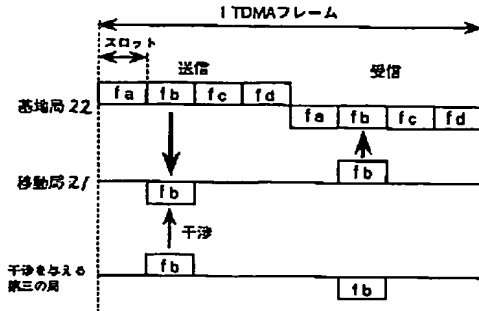 1 TDMAフレーム
スロット
送信
受信
基地局 22
fa fb fc fd
fa fb fc fd
移動局 21
fb
fb
干渉
干渉を与える
第三の局
fb
fb